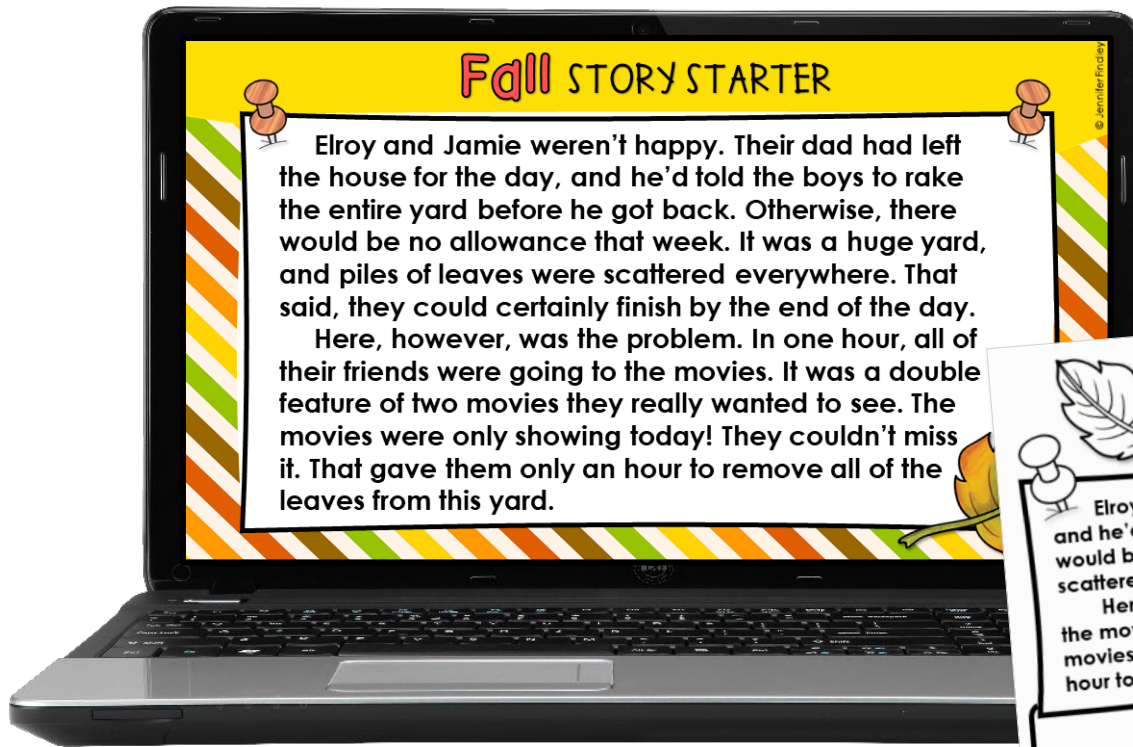 Fall STORY STARTER
© Jennifer Findley
Elroy and Jamie weren't happy. Their dad had left
the house for the day, and he'd told the boys to rake
the entire yard before he got back. Otherwise, there
would be no allowance that week. It was a huge yard,
and piles of leaves were scattered everywhere. That
said, they could certainly finish by the end of the day.
Here, however, was the problem. In one hour, all of
their friends were going to the movies. It was a double
feature of two movies they really wanted to see. The
movies were only showing today! They couldn't miss
it. That gave them only an hour to remove all of the
leaves from this yard.
Elroy
and he'
would b
scattere
Her
the mov
movies
hour to